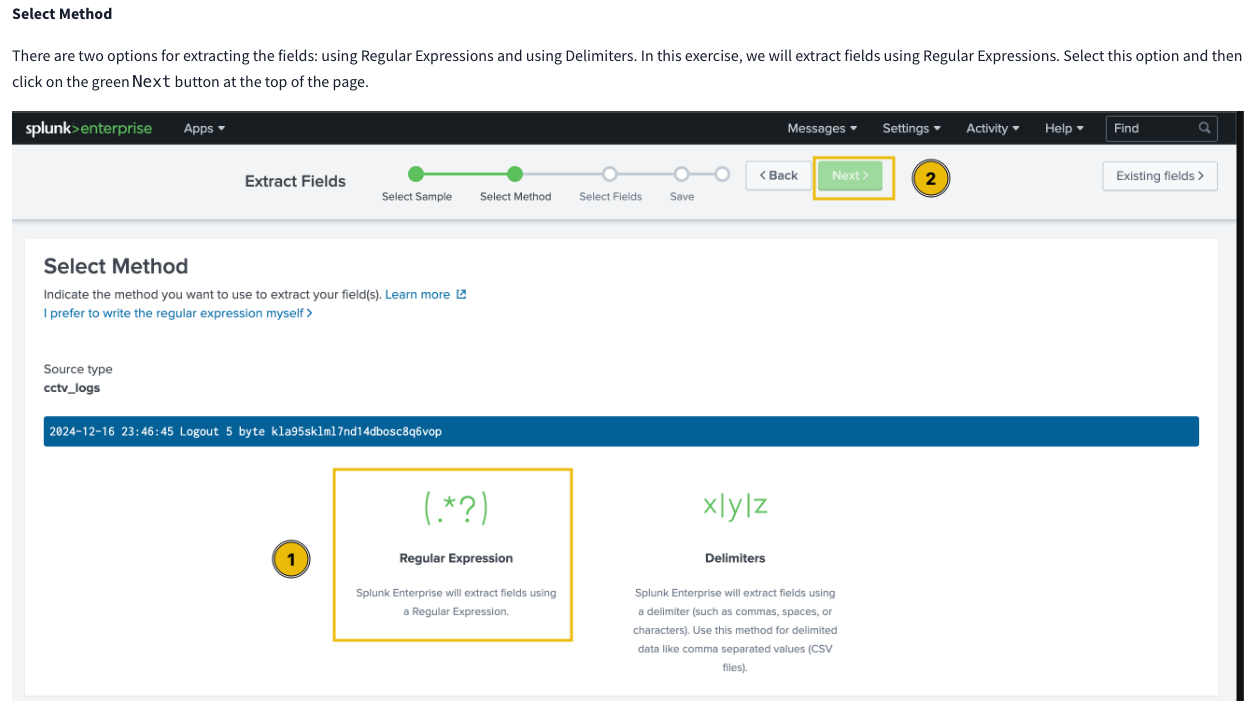 Select Method
There are two options for extracting the fields: using Regular Expressions and using Delimiters. In this exercise, we will extract fields using Regular Expressions. Select this option and then
click on the green Next button at the top of the page.
splunk>enterprise Apps Messages Settings Activity Help Find
Extract Fields Select Sample Select Method Select Fields Save < Back Next > 2 Existing fields >
Select Method
Indicate the method you want to use to extract your field(s). Learn more
I prefer to write the regular expression myself >
Source type
cctv_logs
2024-12-16 23:46:45 Logout 5 byte kla95sklml7nd14dbosc8q6vop
(.*?) x|y|z
1 Regular Expression Delimiters
Splunk Enterprise will extract fields using
a Regular Expression.
Splunk Enterprise will extract fields using
a delimiter (such as commas, spaces, or
characters). Use this method for delimited
data like comma separated values (CSV
files).